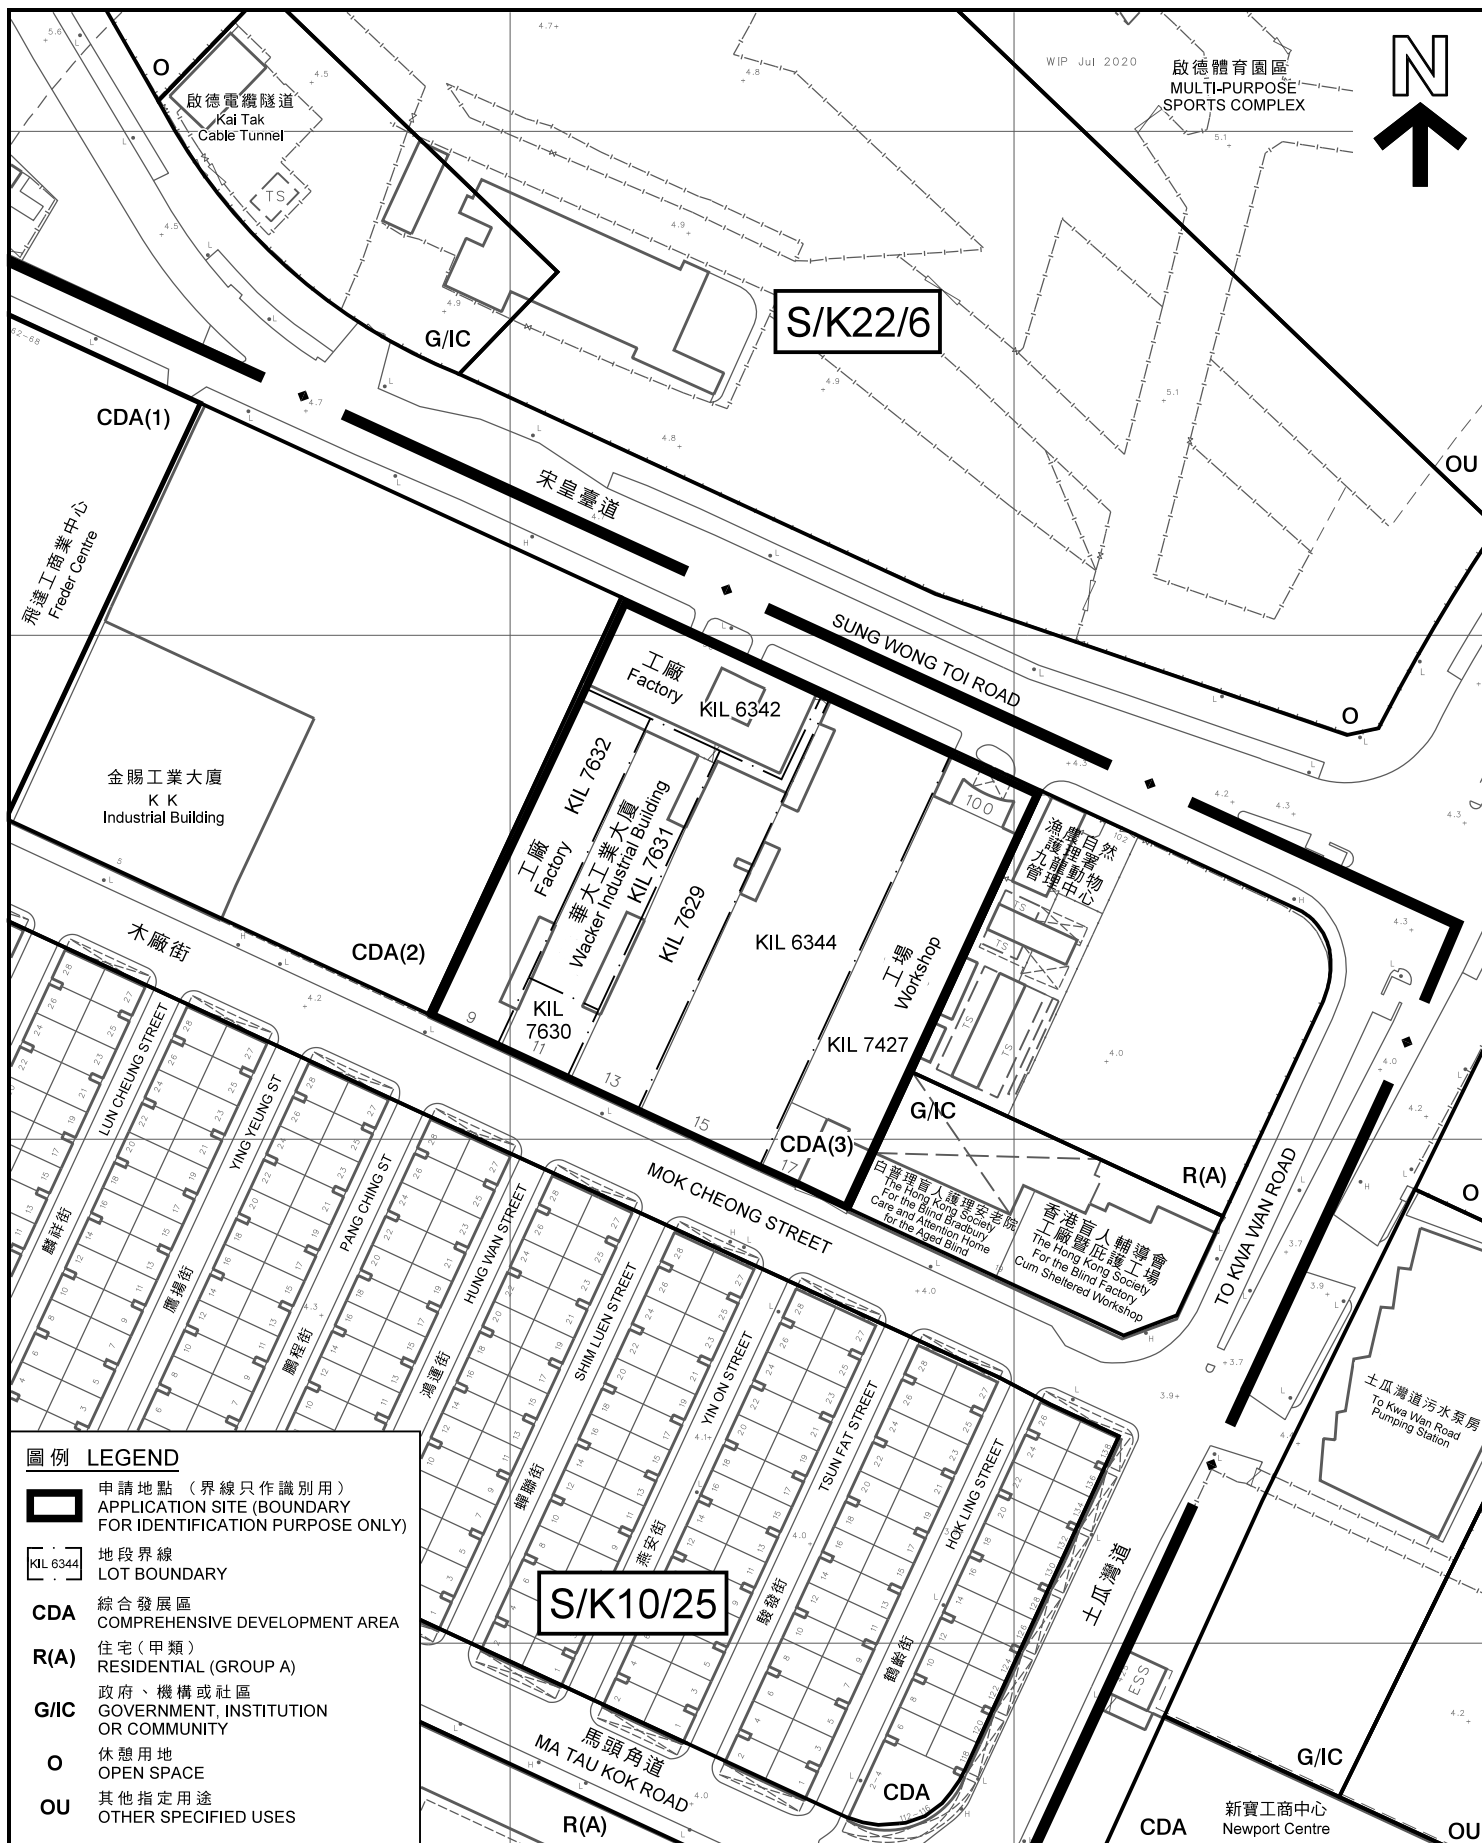 N
O
啟德電纜隧道
Kai Tak
Cable Tunnel
TS
WIP Jul 2020
啟德體育園區
MULTI-PURPOSE
SPORTS COMPLEX
G/IC
S/K22/6
62-68
CDA(1)
OU
宋皇臺道
SUNG WONG TOI ROAD
飛達工商業中心
Freder Centre
工廠
Factory
KIL 6342
O
金賜工業大廈
K K
Industrial Building
KIL 7632
工廠
Factory
華大工業大廈
Wacker Industrial Building
KIL 7631
KIL 7629
KIL 7630
KIL 6344
工場
Workshop
KIL 7427
100
102
漁農自然
護理署
九龍動物
管理中心
TS
TS
TS
TS
木廠街
CDA(2)
9
11
13
15
17
CDA(3)
G/IC
R(A)
MOK CHEONG STREET
白普理盲人護理安老院
The Hong Kong Society
For the Blind Bradbury
Care and Attention Home
for the Aged Blind
19
香港盲人輔導會
工廠暨庇護工場
The Hong Kong Society
For the Blind Factory
Cum Sheltered Workshop
TO KWA WAN ROAD
O
土瓜灣道污水泵房
To Kwa Wan Road
Pumping Station
LUN CHEUNG STREET
麟祥街
YING YEUNG ST
鷹揚街
PANG CHING ST
鵬程街
HUNG WAN STREET
鴻運街
SHIM LUEN STREET
蟬聯街
YIN ON STREET
燕安街
TSUN FAT STREET
駿發街
HOK LING STREET
鶴齡街
S/K10/25
土瓜灣道
ESS
馬頭角道
MA TAU KOK ROAD
R(A)
CDA
G/IC
CDA
新寶工商中心
Newport Centre
OU
圖例 LEGEND
申請地點 （界線只作識別用）
APPLICATION SITE (BOUNDARY
FOR IDENTIFICATION PURPOSE ONLY)
KIL 6344
地段界線
LOT BOUNDARY
CDA
綜合發展區
COMPREHENSIVE DEVELOPMENT AREA
R(A)
住宅（甲類）
RESIDENTIAL (GROUP A)
G/IC
政府、機構或社區
GOVERNMENT, INSTITUTION
OR COMMUNITY
O
休憩用地
OPEN SPACE
OU
其他指定用途
OTHER SPECIFIED USES